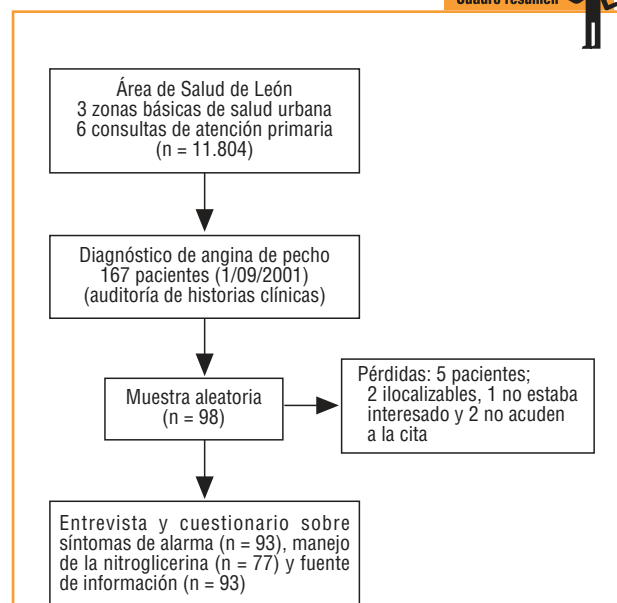 Cuadro resumen
Área de Salud de León
3 zonas básicas de salud urbana
6 consultas de atención primaria
(n = 11.804)
Diagnóstico de angina de pecho
167 pacientes (1/09/2001)
(auditoría de historias clínicas)
Muestra aleatoria
(n = 98)
Pérdidas: 5 pacientes;
2 ilocalizables, 1 no estaba
interesado y 2 no acuden
a la cita
Entrevista y cuestionario sobre
síntomas de alarma (n = 93), manejo
de la nitroglicerina (n = 77) y fuente
de información (n = 93)